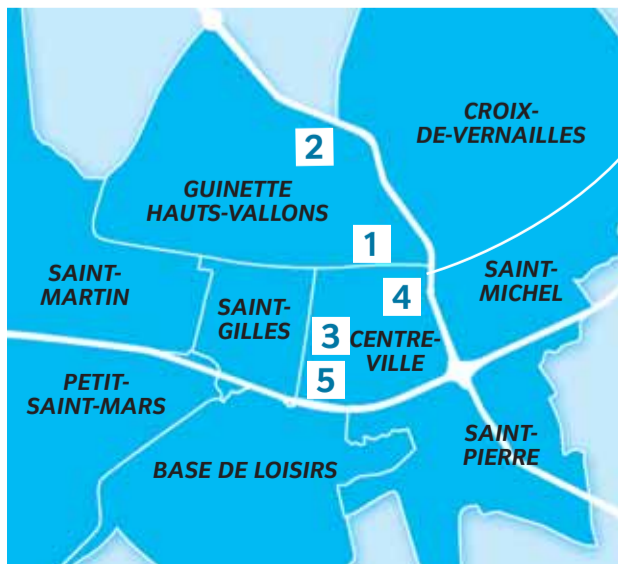 CROIX-
DE-VERNAILLES
2
GUINETTE
HAUTS-VALLONS
1
SAINT-
MARTIN
SAINT-
GILLES
SAINT-
MICHEL
4
3
CENTRE-
VILLE
5
PETIT-
SAINT-MARS
SAINT-
PIERRE
BASE DE LOISIRS